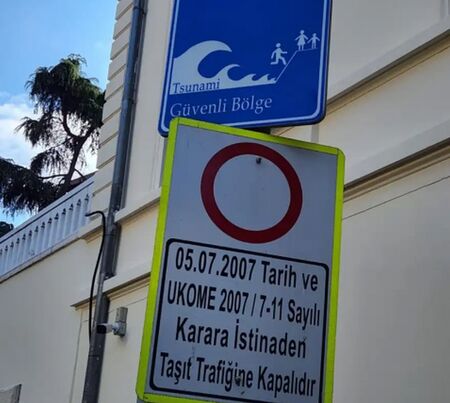 Tsunami
Güvenli Bölge
05.07.2007 Tarih ve
UKOME 2007 / 7-11 Sayılı
Karara İstinaden
Taşıt Trafiğine Kapalıdır